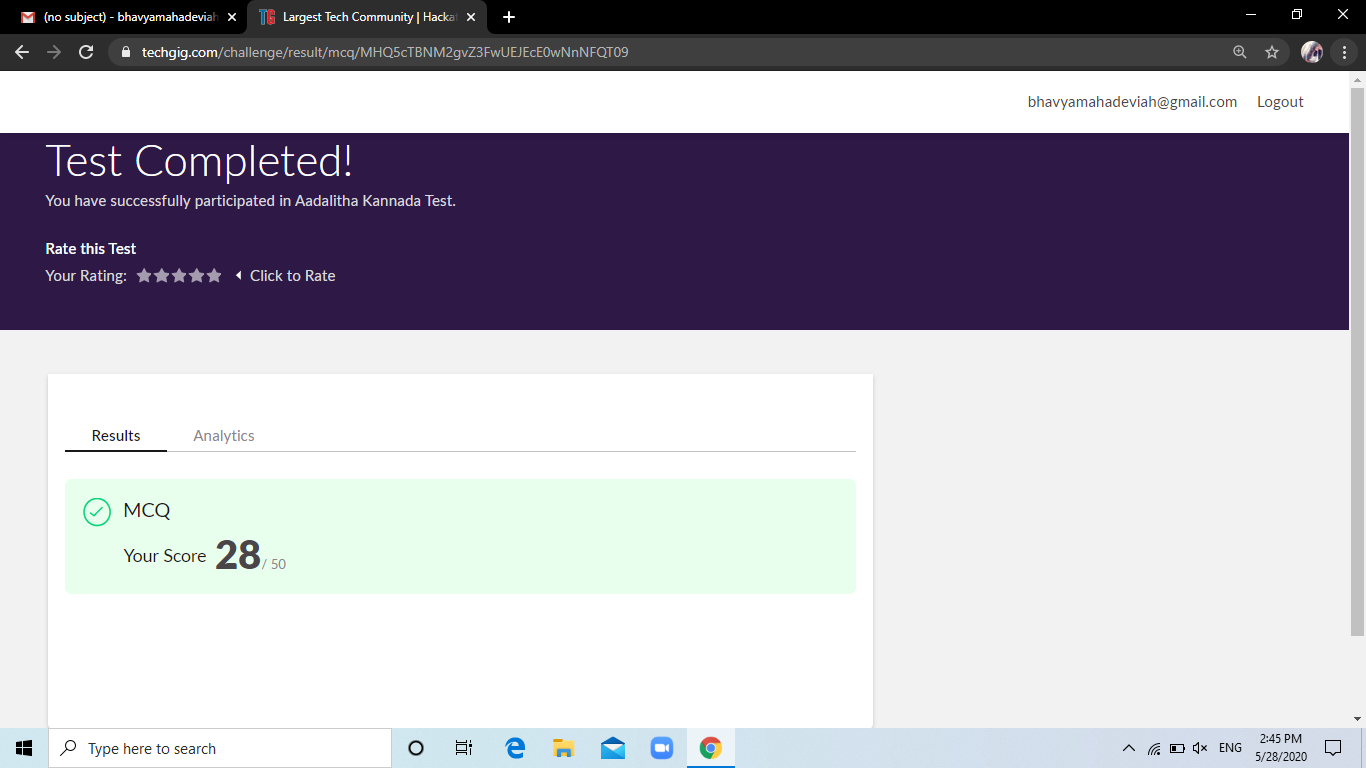 (no subject) - bhavyamahadeviah
Largest Tech Community | Hacka
techgig.com/challenge/result/mcq/MHQ5cTBNM2gvZ3FwUEJEcE0wNnNFQT09
bhavyamahadeviah@gmail.com Logout
Test Completed!
You have successfully participated in Aadalitha Kannada Test.
Rate this Test
Your Rating: Click to Rate
Results Analytics
MCQ
Your Score 28 / 50
Type here to search
ENG
2:45 PM
5/28/2020